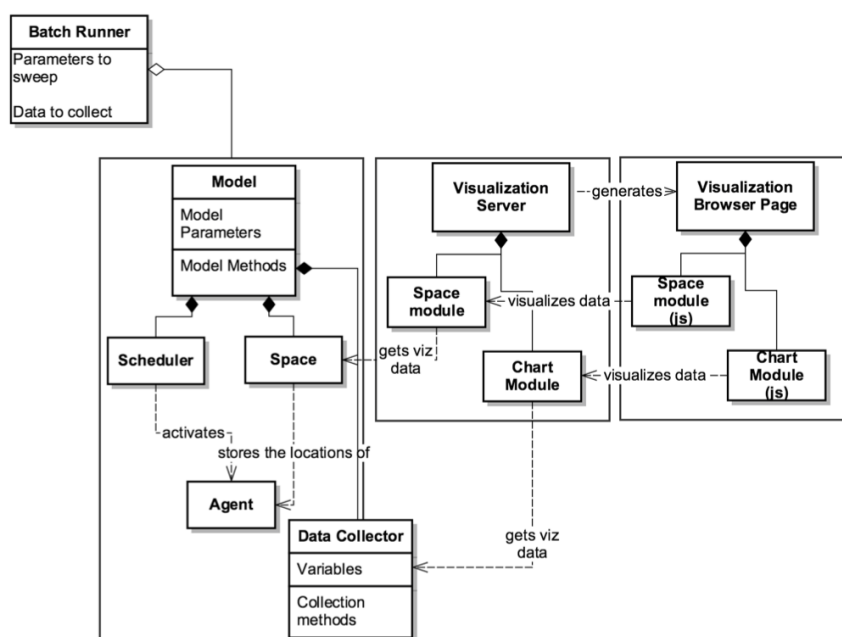 Batch Runner
Parameters to
sweep
Data to collect
Model
Model
Parameters
Model Methods
Scheduler
Space
activates
stores the locations of
Agent
Data Collector
Variables
Collection
methods
Visualization
Server
generates
Visualization
Browser Page
Space
module
visualizes data
Space
module
(js)
gets viz
data
Chart
Module
visualizes data
Chart
Module
(js)
gets viz
data